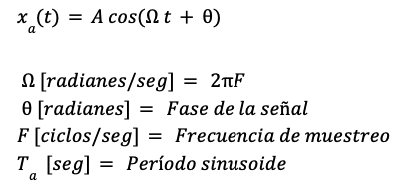 x_a(t) = A cos(Ω t + θ)
Ω [radianes/seg] = 2πF
θ [radianes] = Fase de la señal
F [ciclos/seg] = Frecuencia de muestreo
T_a [seg] = Período sinusoide